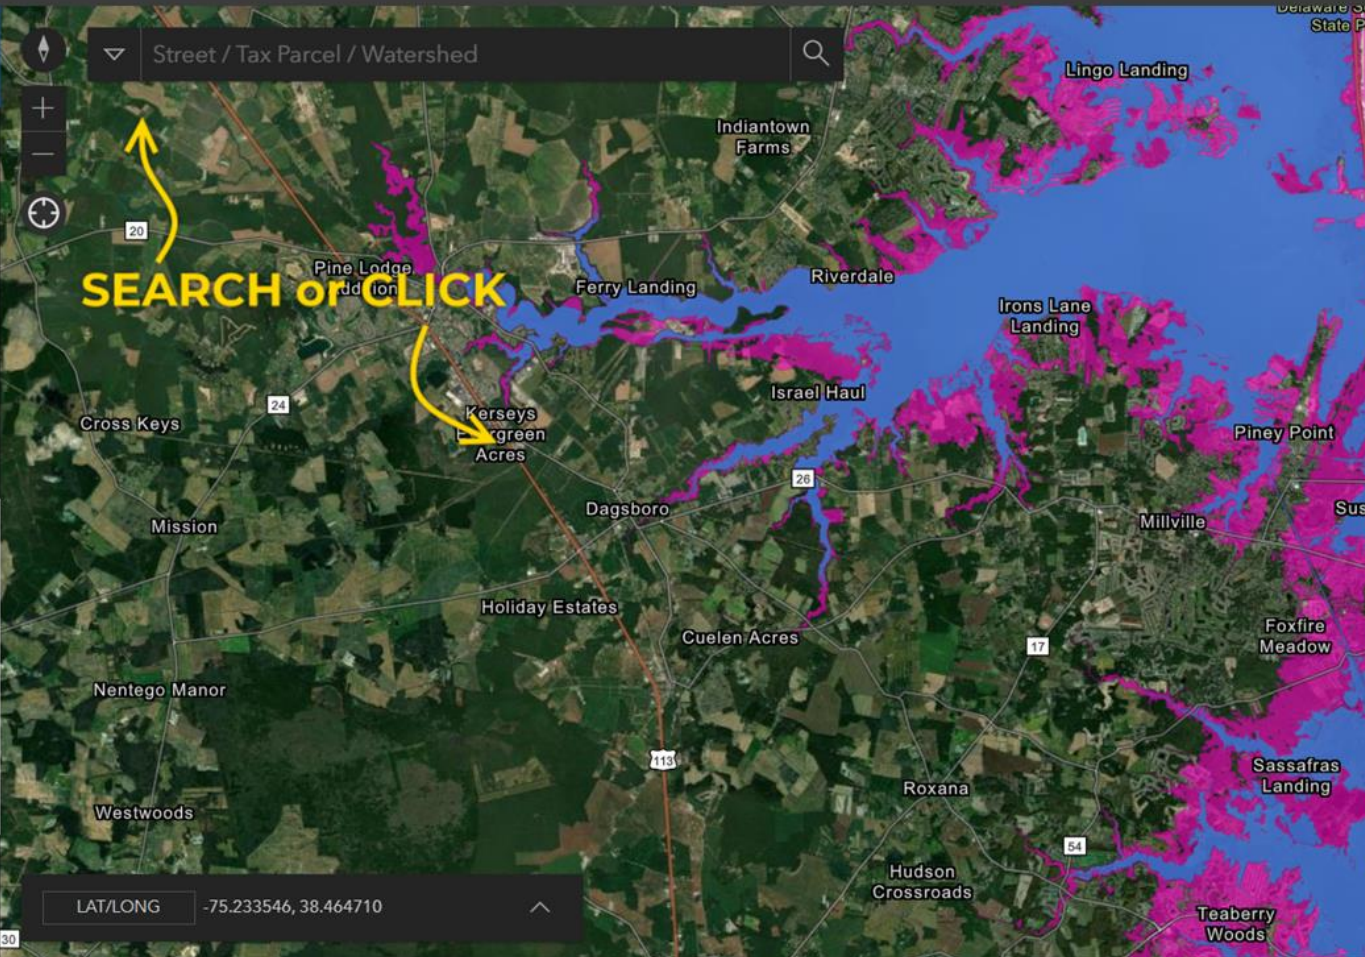 Delaware S
State P
Street / Tax Parcel / Watershed
Lingo Landing
Indiantown
Farms
20
Pine Lodge
Addition
SEARCH or CLICK
Ferry Landing
Riverdale
Irons Lane
Landing
Israel Haul
24
Cross Keys
Kerseys
Evergreen
Acres
Piney Point
26
Dagsboro
Sus
Millville
Mission
Holiday Estates
Cuelen Acres
Foxfire
Meadow
17
Nentego Manor
113
Sassafras
Landing
Roxana
Westwoods
54
Hudson
Crossroads
LAT/LONG
-75.233546, 38.464710
Teaberry
Woods
30